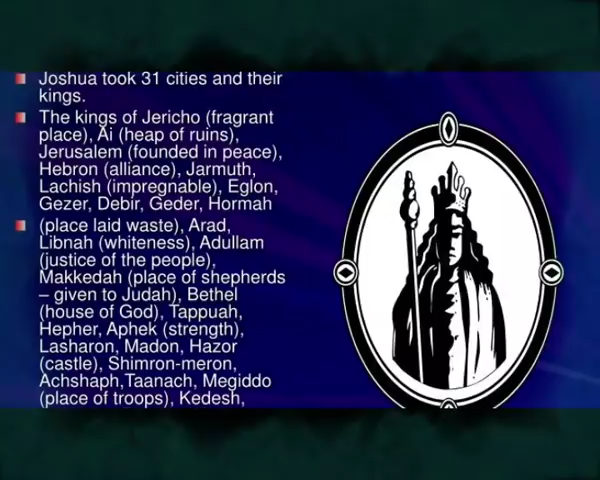 Joshua took 31 cities and their
kings.
The kings of Jericho (fragrant
place), Ai (heap of ruins),
Jerusalem (founded in peace),
Hebron (alliance), Jarmuth,
Lachish (impregnable), Eglon,
Gezer, Debir, Geder, Hormah
(place laid waste), Arad,
Libnah (whiteness), Adullam
(justice of the people),
Makkedah (place of shepherds
– given to Judah), Bethel
(house of God), Tappuah,
Hepher, Aphek (strength),
Lasharon, Madon, Hazor
(castle), Shimron-meron,
Achshaph,Taanach, Megiddo
(place of troops), Kedesh,